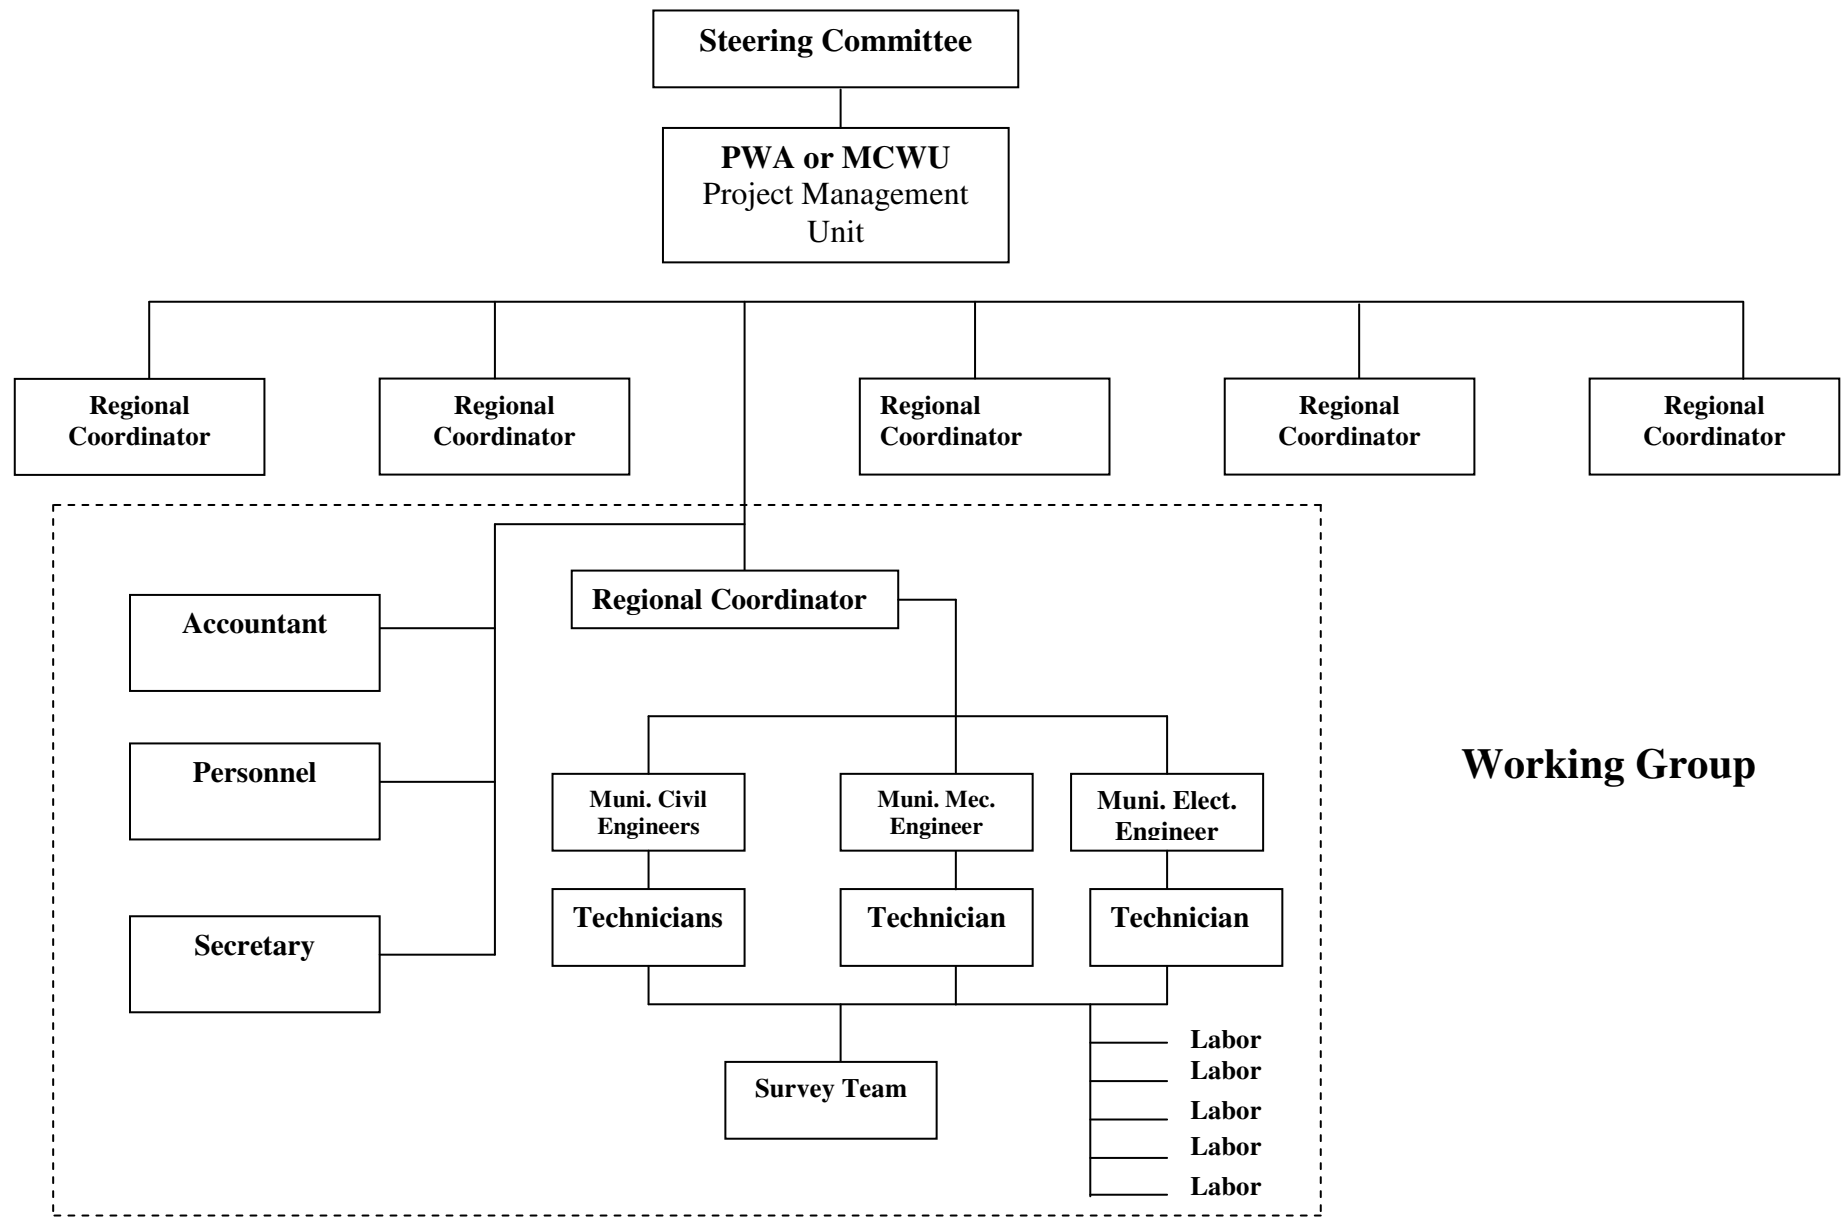 Steering Committee
PWA or MCWU
Project Management
Unit
Regional
Coordinator
Regional
Coordinator
Regional
Coordinator
Regional
Coordinator
Regional
Coordinator
Regional Coordinator
Accountant
Personnel
Secretary
Muni. Civil
Engineers
Muni. Mec.
Engineer
Muni. Elect.
Engineer
Technicians
Technician
Technician
Survey Team
Labor
Labor
Labor
Labor
Labor
Working Group